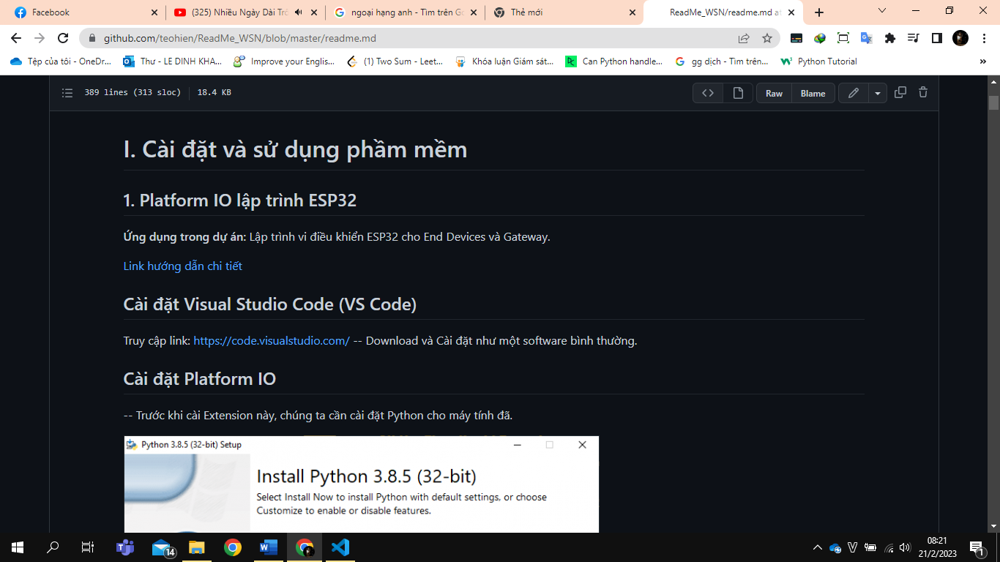 Facebook
(325) Nhiều Ngày Dài Tró
ngoại hạng anh - Tìm trên Go
Thẻ mới
ReadMe_WSN/readme.md at
github.com/teohien/ReadMe_WSN/blob/master/readme.md
Tệp của tôi - OneDr...
Thư - LE DINH KHA...
Improve your Englis...
(1) Two Sum - Leet...
Khóa luận Giám sát...
Can Python handle...
gg dịch - Tìm trên...
Python Tutorial
»
389 lines (313 sloc)
18.4 KB
Raw
Blame
I. Cài đặt và sử dụng phầm mềm
1. Platform IO lập trình ESP32
Ứng dụng trong dự án: Lập trình vi điều khiển ESP32 cho End Devices và Gateway.
Link hướng dẫn chi tiết
Cài đặt Visual Studio Code (VS Code)
Truy cập link: https://code.visualstudio.com/ -- Download và Cài đặt như một software bình thường.
Cài đặt Platform IO
-- Trước khi cài Extension này, chúng ta cần cài đặt Python cho máy tính đã.
Python 3.8.5 (32-bit) Setup
Install Python 3.8.5 (32-bit)
Select Install Now to install Python with default settings, or choose
Customize to enable or disable features.
14
08:21
21/2/2023
1